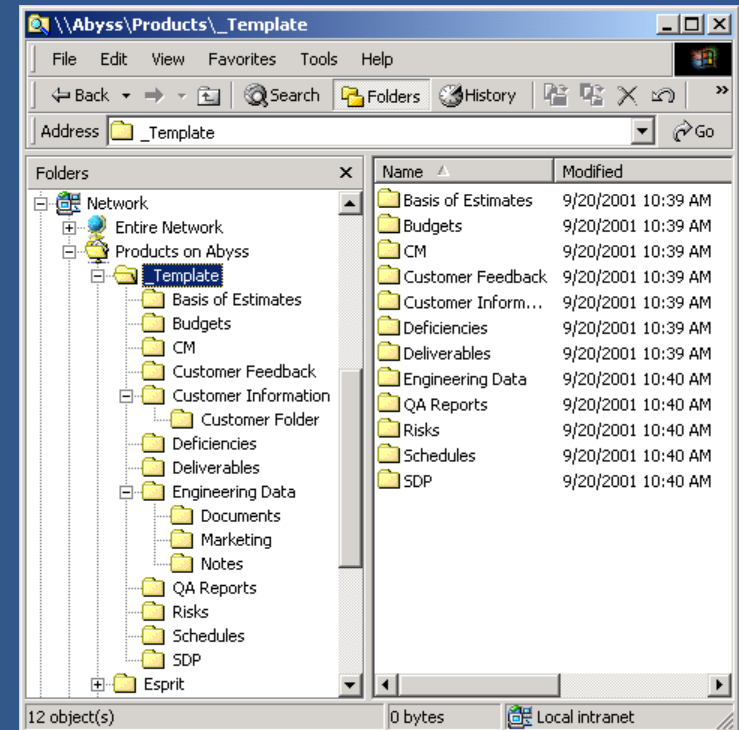 \\Abyss\Products\_Template
File Edit View Favorites Tools Help
Back Search Folders History »
Address _Template Go
Folders
Network
Entire Network
Products on Abyss
_Template
Basis of Estimates
Budgets
CM
Customer Feedback
Customer Information
Customer Folder
Deficiencies
Deliverables
Engineering Data
Documents
Marketing
Notes
QA Reports
Risks
Schedules
SDP
Esprit
Name Modified
Basis of Estimates 9/20/2001 10:39 AM
Budgets 9/20/2001 10:39 AM
CM 9/20/2001 10:39 AM
Customer Feedback 9/20/2001 10:39 AM
Customer Inform... 9/20/2001 10:39 AM
Deficiencies 9/20/2001 10:39 AM
Deliverables 9/20/2001 10:39 AM
Engineering Data 9/20/2001 10:40 AM
QA Reports 9/20/2001 10:40 AM
Risks 9/20/2001 10:40 AM
Schedules 9/20/2001 10:40 AM
SDP 9/20/2001 10:40 AM
12 object(s) 0 bytes Local intranet